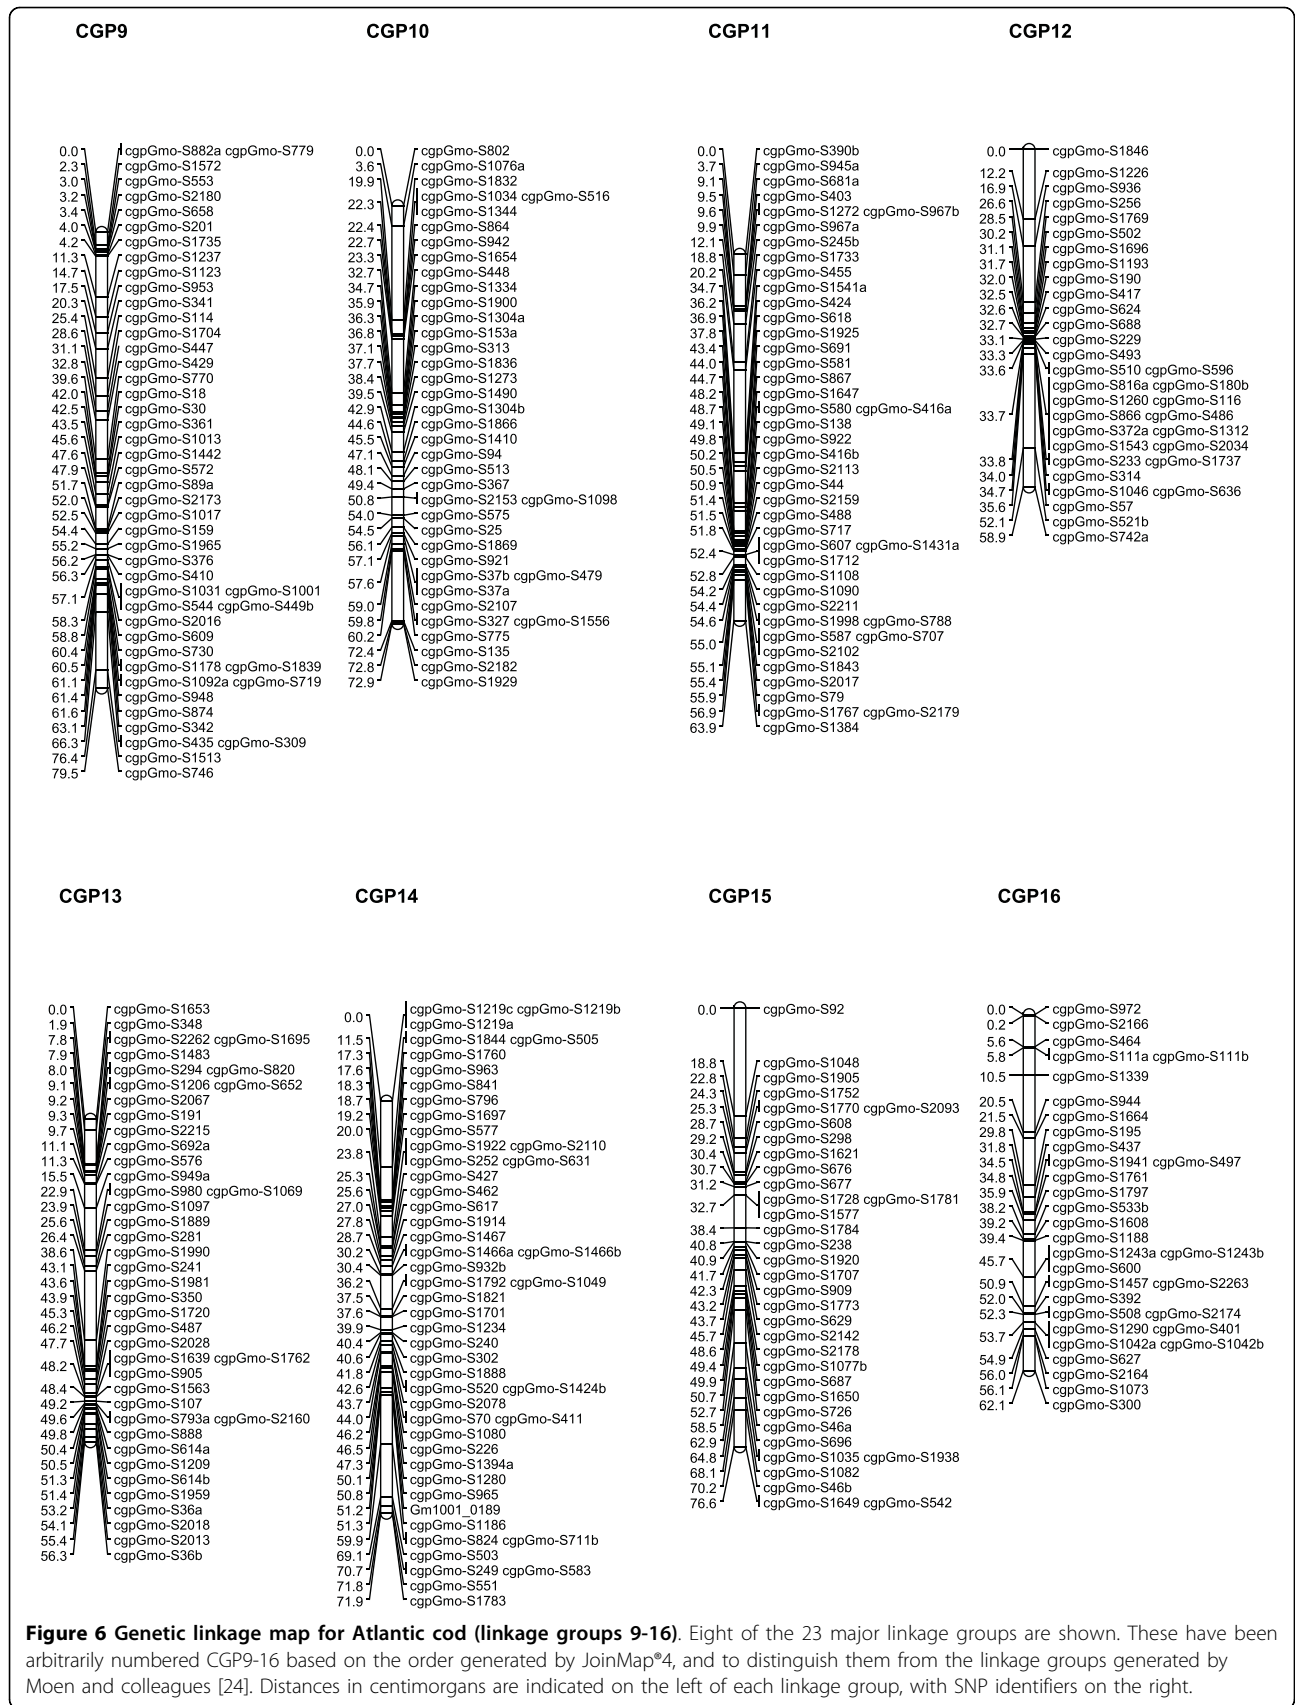 CGP9 CGP10 CGP11 CGP12
0.0 cgpGmo-S882a cgpGmo-S779
2.3 cgpGmo-S1572
3.0 cgpGmo-S553
3.2 cgpGmo-S2180
3.4 cgpGmo-S658
4.0 cgpGmo-S201
4.2 cgpGmo-S1735
11.3 cgpGmo-S1237
14.7 cgpGmo-S1123
17.5 cgpGmo-S953
20.3 cgpGmo-S341
25.4 cgpGmo-S114
28.6 cgpGmo-S1704
31.1 cgpGmo-S447
32.8 cgpGmo-S429
39.6 cgpGmo-S770
42.0 cgpGmo-S18
42.5 cgpGmo-S30
43.5 cgpGmo-S361
45.6 cgpGmo-S1013
47.6 cgpGmo-S1442
47.9 cgpGmo-S572
51.7 cgpGmo-S89a
52.0 cgpGmo-S2173
52.5 cgpGmo-S1017
54.4 cgpGmo-S159
55.2 cgpGmo-S1965
56.2 cgpGmo-S376
56.3 cgpGmo-S410
57.1 cgpGmo-S1031 cgpGmo-S1001
cgpGmo-S544 cgpGmo-S449b
58.3 cgpGmo-S2016
58.8 cgpGmo-S609
60.4 cgpGmo-S730
60.5 cgpGmo-S1178 cgpGmo-S1839
61.1 cgpGmo-S1092a cgpGmo-S719
61.4 cgpGmo-S948
61.6 cgpGmo-S874
63.1 cgpGmo-S342
66.3 cgpGmo-S435 cgpGmo-S309
76.4 cgpGmo-S1513
79.5 cgpGmo-S746
0.0 cgpGmo-S802
3.6 cgpGmo-S1076a
19.9 cgpGmo-S1832
22.3 cgpGmo-S1034 cgpGmo-S516
cgpGmo-S1344
22.4 cgpGmo-S864
22.7 cgpGmo-S942
23.3 cgpGmo-S1654
32.7 cgpGmo-S448
34.7 cgpGmo-S1334
35.9 cgpGmo-S1900
36.3 cgpGmo-S1304a
36.8 cgpGmo-S153a
37.1 cgpGmo-S313
37.7 cgpGmo-S1836
38.4 cgpGmo-S1273
39.5 cgpGmo-S1490
42.9 cgpGmo-S1304b
44.6 cgpGmo-S1866
45.5 cgpGmo-S1410
47.1 cgpGmo-S94
48.1 cgpGmo-S513
49.4 cgpGmo-S367
50.8 cgpGmo-S2153 cgpGmo-S1098
54.0 cgpGmo-S575
54.5 cgpGmo-S25
56.1 cgpGmo-S1869
57.1 cgpGmo-S921
57.6 cgpGmo-S37b cgpGmo-S479
cgpGmo-S37a
59.0 cgpGmo-S2107
59.8 cgpGmo-S327 cgpGmo-S1556
60.2 cgpGmo-S775
72.4 cgpGmo-S135
72.8 cgpGmo-S2182
72.9 cgpGmo-S1929
0.0 cgpGmo-S390b
3.7 cgpGmo-S945a
9.1 cgpGmo-S681a
9.5 cgpGmo-S403
9.6 cgpGmo-S1272 cgpGmo-S967b
9.9 cgpGmo-S967a
12.1 cgpGmo-S245b
18.8 cgpGmo-S1733
20.2 cgpGmo-S455
34.7 cgpGmo-S1541a
36.2 cgpGmo-S424
36.9 cgpGmo-S618
37.8 cgpGmo-S1925
43.4 cgpGmo-S691
44.0 cgpGmo-S581
44.7 cgpGmo-S867
48.2 cgpGmo-S1647
48.7 cgpGmo-S580 cgpGmo-S416a
49.1 cgpGmo-S138
49.8 cgpGmo-S922
50.2 cgpGmo-S416b
50.5 cgpGmo-S2113
50.9 cgpGmo-S44
51.4 cgpGmo-S2159
51.5 cgpGmo-S488
51.8 cgpGmo-S717
52.4 cgpGmo-S607 cgpGmo-S1431a
cgpGmo-S1712
52.8 cgpGmo-S1108
54.2 cgpGmo-S1090
54.4 cgpGmo-S2211
54.6 cgpGmo-S1998 cgpGmo-S788
55.0 cgpGmo-S587 cgpGmo-S707
cgpGmo-S2102
55.1 cgpGmo-S1843
55.4 cgpGmo-S2017
55.9 cgpGmo-S79
56.9 cgpGmo-S1767 cgpGmo-S2179
63.9 cgpGmo-S1384
0.0 cgpGmo-S1846
12.2 cgpGmo-S1226
16.9 cgpGmo-S936
26.6 cgpGmo-S256
28.5 cgpGmo-S1769
30.2 cgpGmo-S502
31.1 cgpGmo-S1696
31.7 cgpGmo-S1193
32.0 cgpGmo-S190
32.5 cgpGmo-S417
32.6 cgpGmo-S624
32.7 cgpGmo-S688
33.1 cgpGmo-S229
33.3 cgpGmo-S493
33.6 cgpGmo-S510 cgpGmo-S596
cgpGmo-S816a cgpGmo-S180b
cgpGmo-S1260 cgpGmo-S116
33.7 cgpGmo-S866 cgpGmo-S486
cgpGmo-S372a cgpGmo-S1312
cgpGmo-S1543 cgpGmo-S2034
33.8 cgpGmo-S233 cgpGmo-S1737
34.0 cgpGmo-S314
34.7 cgpGmo-S1046 cgpGmo-S636
35.6 cgpGmo-S57
52.1 cgpGmo-S521b
58.9 cgpGmo-S742a
CGP13 CGP14 CGP15 CGP16
0.0 cgpGmo-S1653
1.9 cgpGmo-S348
7.8 cgpGmo-S2262 cgpGmo-S1695
7.9 cgpGmo-S1483
8.0 cgpGmo-S294 cgpGmo-S820
9.1 cgpGmo-S1206 cgpGmo-S652
9.2 cgpGmo-S2067
9.3 cgpGmo-S191
9.7 cgpGmo-S2215
11.1 cgpGmo-S692a
11.3 cgpGmo-S576
15.5 cgpGmo-S949a
22.9 cgpGmo-S980 cgpGmo-S1069
23.9 cgpGmo-S1097
25.6 cgpGmo-S1889
26.4 cgpGmo-S281
38.6 cgpGmo-S1990
43.1 cgpGmo-S241
43.6 cgpGmo-S1981
43.9 cgpGmo-S350
45.3 cgpGmo-S1720
46.2 cgpGmo-S487
47.7 cgpGmo-S2028
48.2 cgpGmo-S1639 cgpGmo-S1762
cgpGmo-S905
48.4 cgpGmo-S1563
49.2 cgpGmo-S107
49.6 cgpGmo-S793a cgpGmo-S2160
49.8 cgpGmo-S888
50.4 cgpGmo-S614a
50.5 cgpGmo-S1209
51.3 cgpGmo-S614b
51.4 cgpGmo-S1959
53.2 cgpGmo-S36a
54.1 cgpGmo-S2018
55.4 cgpGmo-S2013
56.3 cgpGmo-S36b
0.0 cgpGmo-S1219c cgpGmo-S1219b
cgpGmo-S1219a
11.5 cgpGmo-S1844 cgpGmo-S505
17.3 cgpGmo-S1760
17.6 cgpGmo-S963
18.3 cgpGmo-S841
18.7 cgpGmo-S796
19.2 cgpGmo-S1697
20.0 cgpGmo-S577
23.8 cgpGmo-S1922 cgpGmo-S2110
cgpGmo-S252 cgpGmo-S631
25.3 cgpGmo-S427
25.6 cgpGmo-S462
27.0 cgpGmo-S617
27.8 cgpGmo-S1914
28.7 cgpGmo-S1467
30.2 cgpGmo-S1466a cgpGmo-S1466b
30.4 cgpGmo-S932b
36.2 cgpGmo-S1792 cgpGmo-S1049
37.5 cgpGmo-S1821
37.6 cgpGmo-S1701
39.9 cgpGmo-S1234
40.4 cgpGmo-S240
40.6 cgpGmo-S302
41.8 cgpGmo-S1888
42.6 cgpGmo-S520 cgpGmo-S1424b
43.7 cgpGmo-S2078
44.0 cgpGmo-S70 cgpGmo-S411
46.2 cgpGmo-S1080
46.5 cgpGmo-S226
47.3 cgpGmo-S1394a
50.1 cgpGmo-S1280
50.8 cgpGmo-S965
51.2 Gm1001_0189
51.3 cgpGmo-S1186
59.9 cgpGmo-S824 cgpGmo-S711b
69.1 cgpGmo-S503
70.7 cgpGmo-S249 cgpGmo-S583
71.8 cgpGmo-S551
71.9 cgpGmo-S1783
0.0 cgpGmo-S92
18.8 cgpGmo-S1048
22.8 cgpGmo-S1905
24.3 cgpGmo-S1752
25.3 cgpGmo-S1770 cgpGmo-S2093
28.7 cgpGmo-S608
29.2 cgpGmo-S298
30.4 cgpGmo-S1621
30.7 cgpGmo-S676
31.2 cgpGmo-S677
32.7 cgpGmo-S1728 cgpGmo-S1781
cgpGmo-S1577
38.4 cgpGmo-S1784
40.8 cgpGmo-S238
40.9 cgpGmo-S1920
41.7 cgpGmo-S1707
42.3 cgpGmo-S909
43.2 cgpGmo-S1773
43.7 cgpGmo-S629
45.7 cgpGmo-S2142
48.6 cgpGmo-S2178
49.4 cgpGmo-S1077b
49.9 cgpGmo-S687
50.7 cgpGmo-S1650
52.7 cgpGmo-S726
58.5 cgpGmo-S46a
62.9 cgpGmo-S696
64.8 cgpGmo-S1035 cgpGmo-S1938
68.1 cgpGmo-S1082
70.2 cgpGmo-S46b
76.6 cgpGmo-S1649 cgpGmo-S542
0.0 cgpGmo-S972
0.2 cgpGmo-S2166
5.6 cgpGmo-S464
5.8 cgpGmo-S111a cgpGmo-S111b
10.5 cgpGmo-S1339
20.5 cgpGmo-S944
21.5 cgpGmo-S1664
29.8 cgpGmo-S195
31.8 cgpGmo-S437
34.5 cgpGmo-S1941 cgpGmo-S497
34.8 cgpGmo-S1761
35.9 cgpGmo-S1797
38.2 cgpGmo-S533b
39.2 cgpGmo-S1608
39.4 cgpGmo-S1188
45.7 cgpGmo-S1243a cgpGmo-S1243b
cgpGmo-S600
50.9 cgpGmo-S1457 cgpGmo-S2263
52.0 cgpGmo-S392
52.3 cgpGmo-S508 cgpGmo-S2174
53.7 cgpGmo-S1290 cgpGmo-S401
cgpGmo-S1042a cgpGmo-S1042b
54.9 cgpGmo-S627
56.0 cgpGmo-S2164
56.1 cgpGmo-S1073
62.1 cgpGmo-S300
Figure 6 Genetic linkage map for Atlantic cod (linkage groups 9-16). Eight of the 23 major linkage groups are shown. These have been
arbitrarily numbered CGP9-16 based on the order generated by JoinMap®4, and to distinguish them from the linkage groups generated by
Moen and colleagues [24]. Distances in centimorgans are indicated on the left of each linkage group, with SNP identifiers on the right.